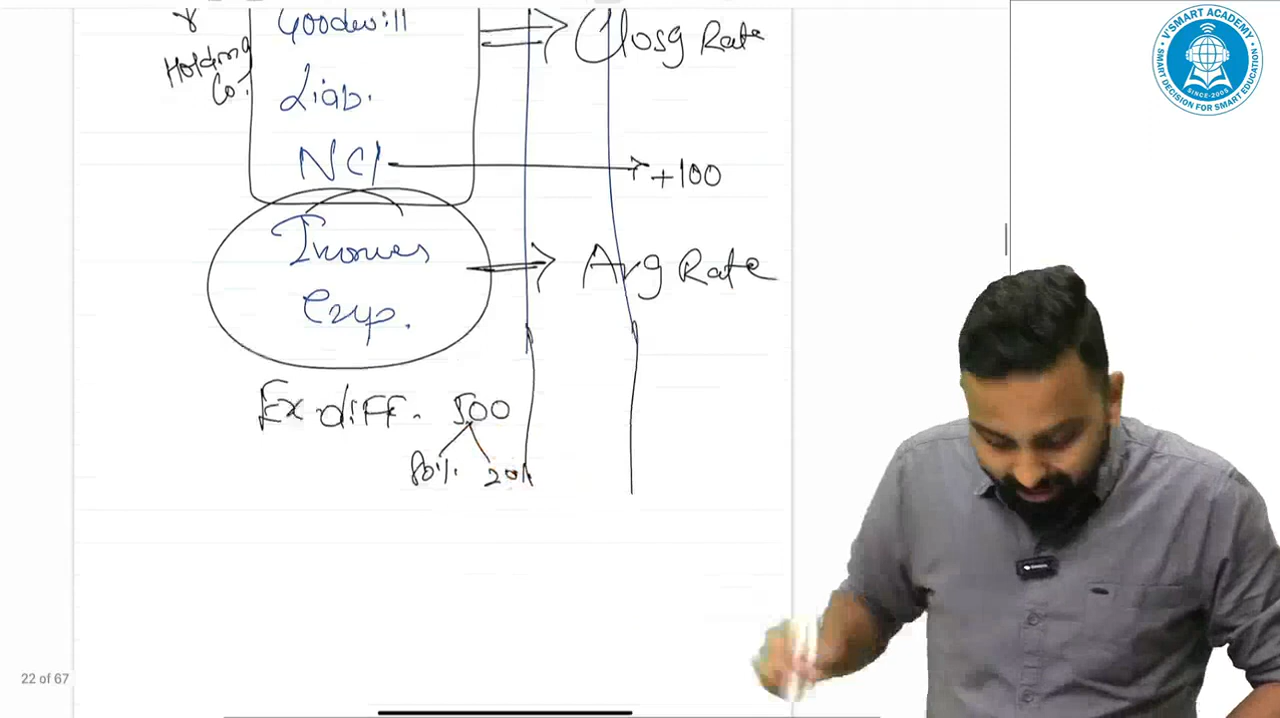 Goodwill
Closg Rate
Holding
Co.
Liab.
NCI
+100
Incomes
Exp.
Avg Rate
Ex diff. 500
80% 20%
22 of 67
V'SMART ACADEMY
SMART DECISION FOR SMART EDUCATION
SINCE-2005